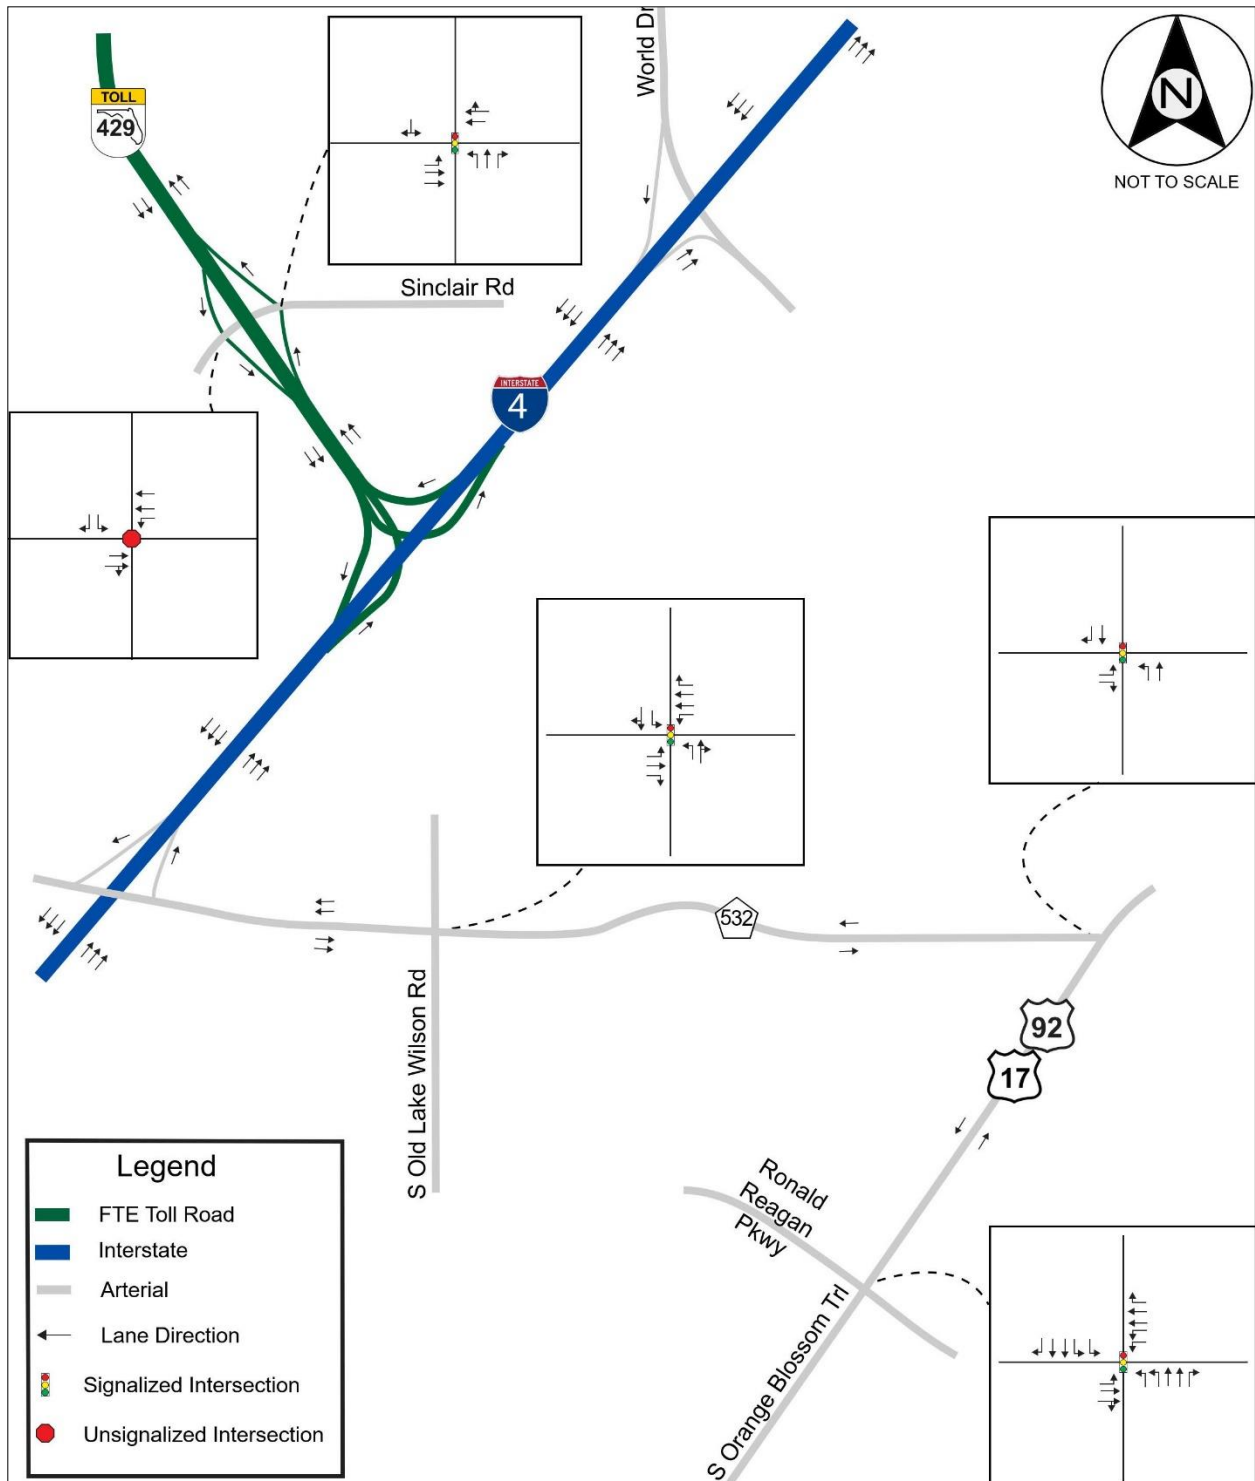 World Dr
N
NOT TO SCALE
TOLL
429
Sinclair Rd
INTERSTATE
4
532
92
17
S Old Lake Wilson Rd
Ronald
Reagan
Pkwy
S Orange Blossom Trl
Legend
FTE Toll Road
Interstate
Arterial
Lane Direction
Signalized Intersection
Unsignalized Intersection